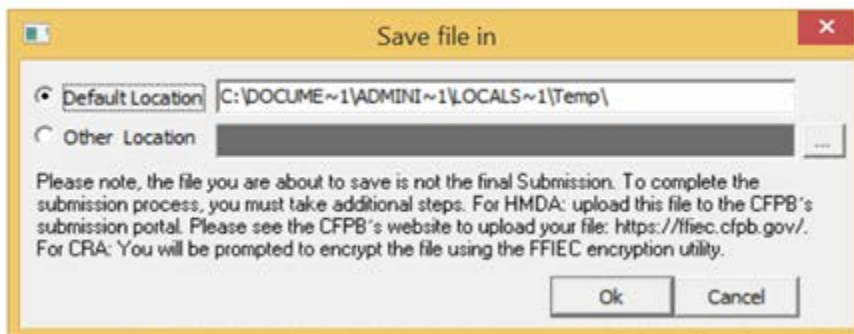 Save file in
Default Location C:\DOCUME~1\ADMINI~1\LOCALS~1\Temp\
Other Location ...
Please note, the file you are about to save is not the final Submission. To complete the
submission process, you must take additional steps. For HMDA: upload this file to the CFPB's
submission portal. Please see the CFPB's website to upload your file: https://ffiec.cfpb.gov/.
For CRA: You will be prompted to encrypt the file using the FFIEC encryption utility.
Ok Cancel